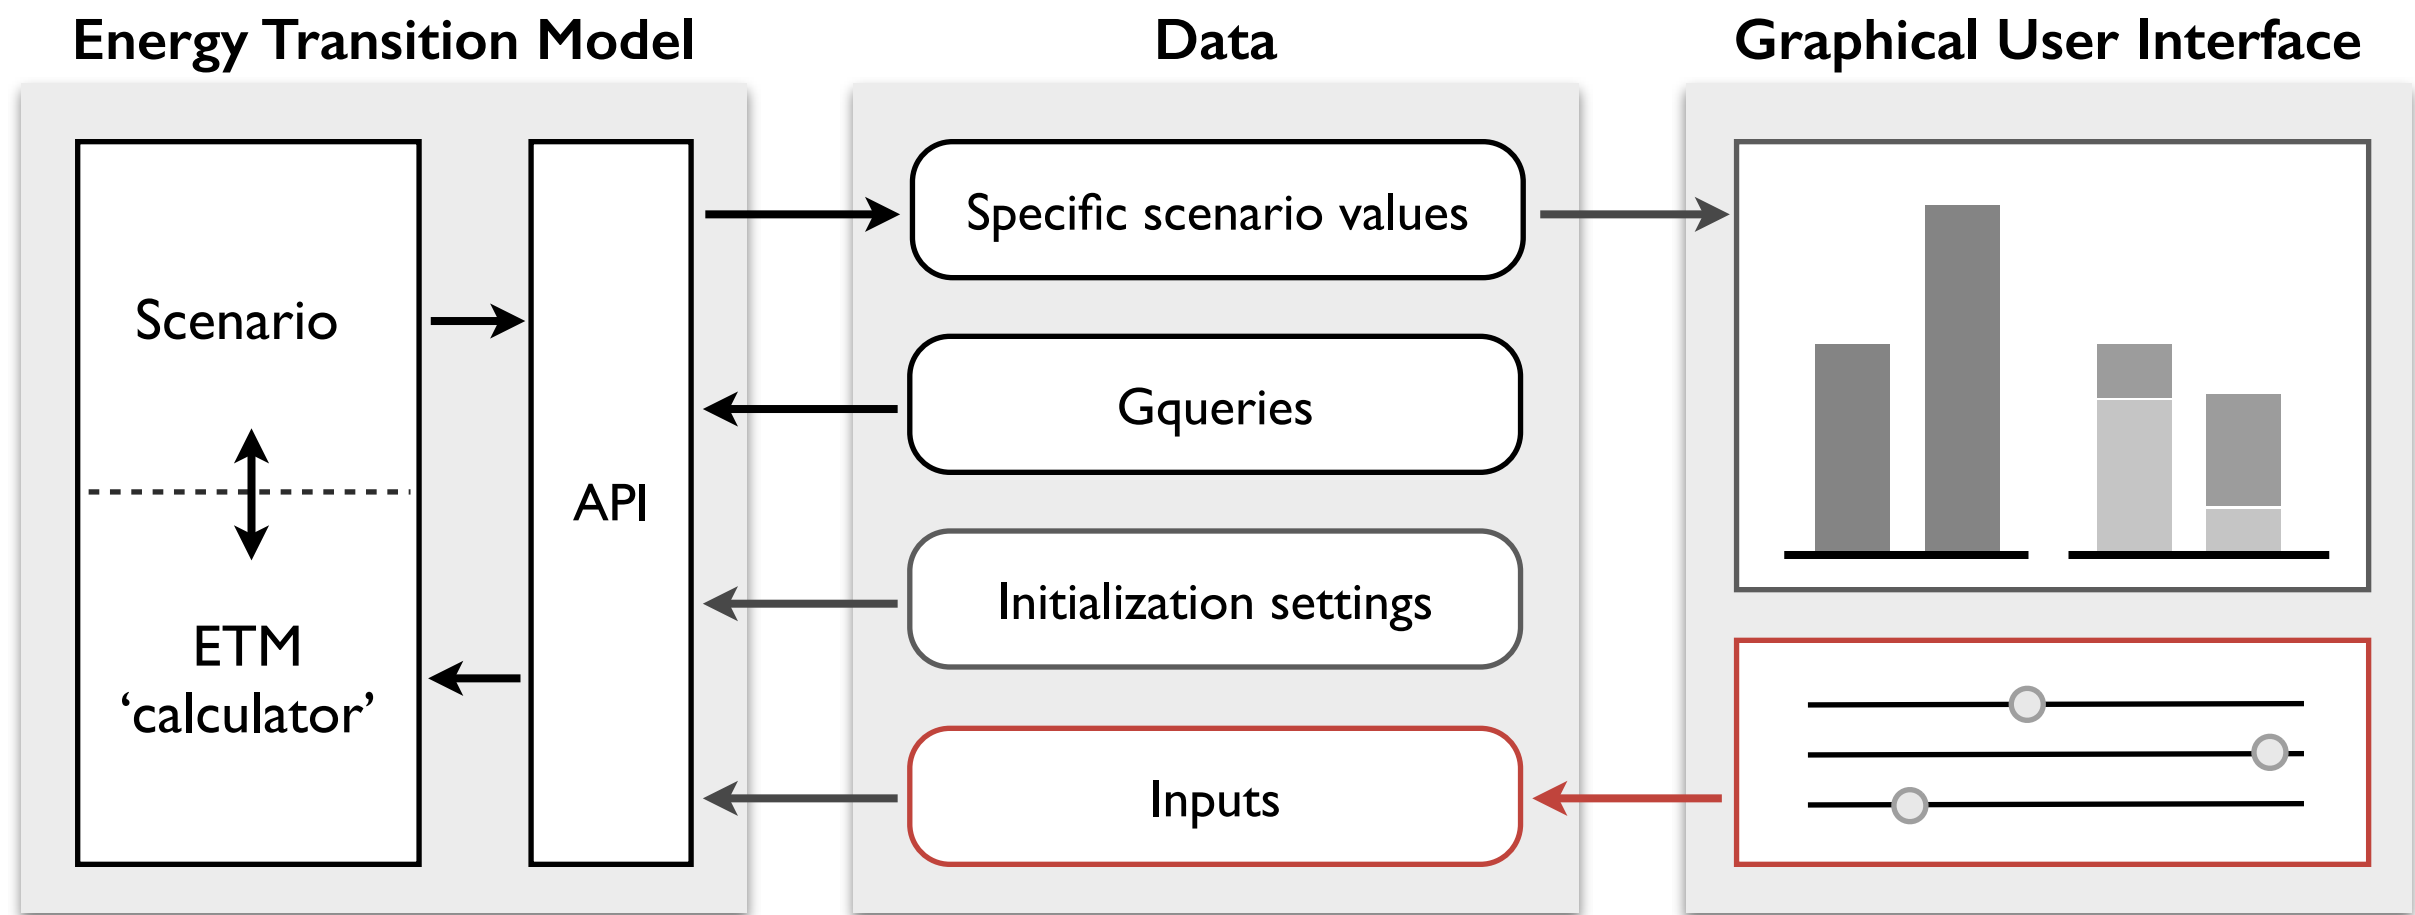 Energy Transition Model
Data
Graphical User Interface
Scenario
ETM
‘calculator’
API
Specific scenario values
Gqueries
Initialization settings
Inputs